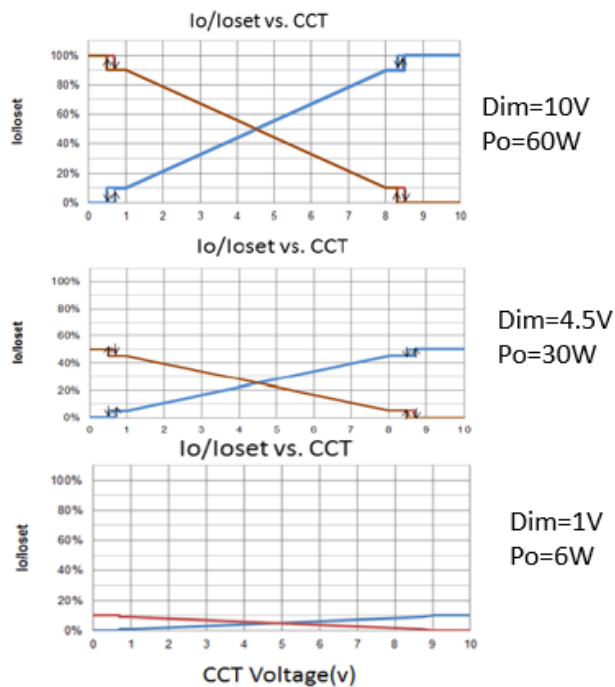 Io/Ioset vs. CCT
100%
80%
60%
40%
20%
0%
Io/Ioset
0 1 2 3 4 5 6 7 8 9 10
Dim=10V
Po=60W
Io/Ioset vs. CCT
100%
80%
60%
40%
20%
0%
Io/Ioset
0 1 2 3 4 5 6 7 8 9 10
Dim=4.5V
Po=30W
Io/Ioset vs. CCT
100%
80%
60%
40%
20%
0%
Io/Ioset
0 1 2 3 4 5 6 7 8 9 10
Dim=1V
Po=6W
CCT Voltage(v)